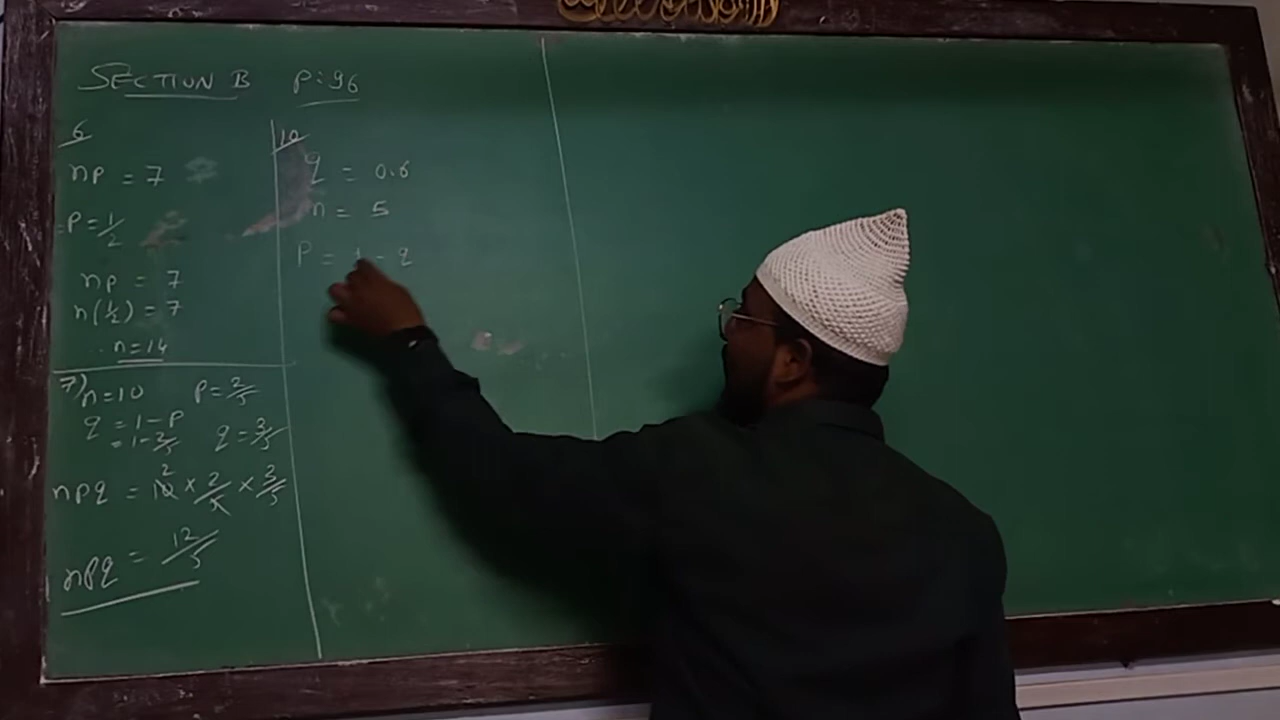 SECTION B P:96
6
np = 7
P = 1/2
np = 7
n(1/2) = 7
n=14
7) n=10 P=2/5
q = 1-P
= 1-2/5 q = 3/5
npq = 10 2 × 2/5 × 3/5
npq = 12/5
10
q = 0.6
n = 5
P = 1 - q